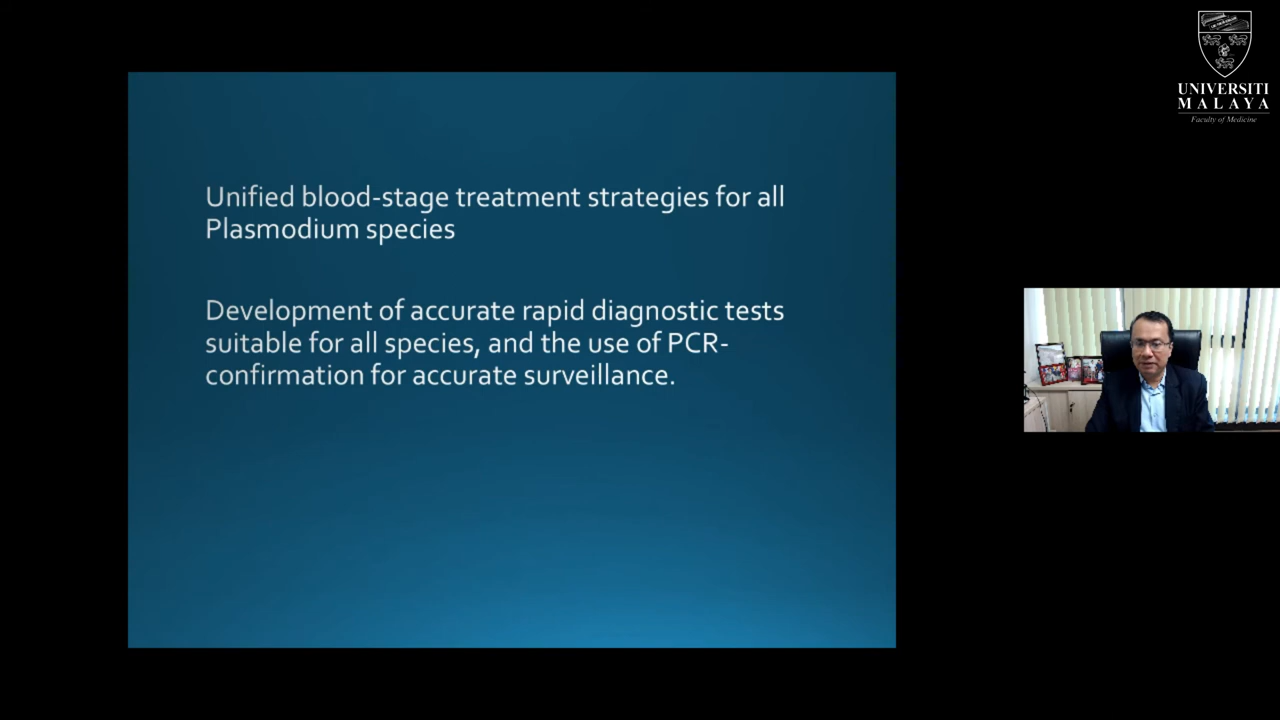 Unified blood-stage treatment strategies for all
Plasmodium species
Development of accurate rapid diagnostic tests
suitable for all species, and the use of PCR-
confirmation for accurate surveillance.
UNIVERSITI
MALAYA
Faculty of Medicine